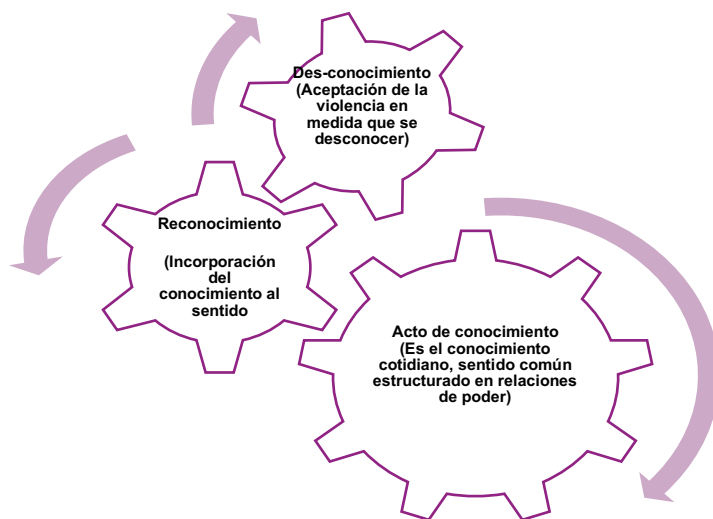 Des-conocimiento
(Aceptación de la
violencia en
medida que se
desconocer)
Reconocimiento
(Incorporación
del
conocimiento al
sentido
Acto de conocimiento
(Es el conocimiento
cotidiano, sentido común
estructurado en relaciones
de poder)